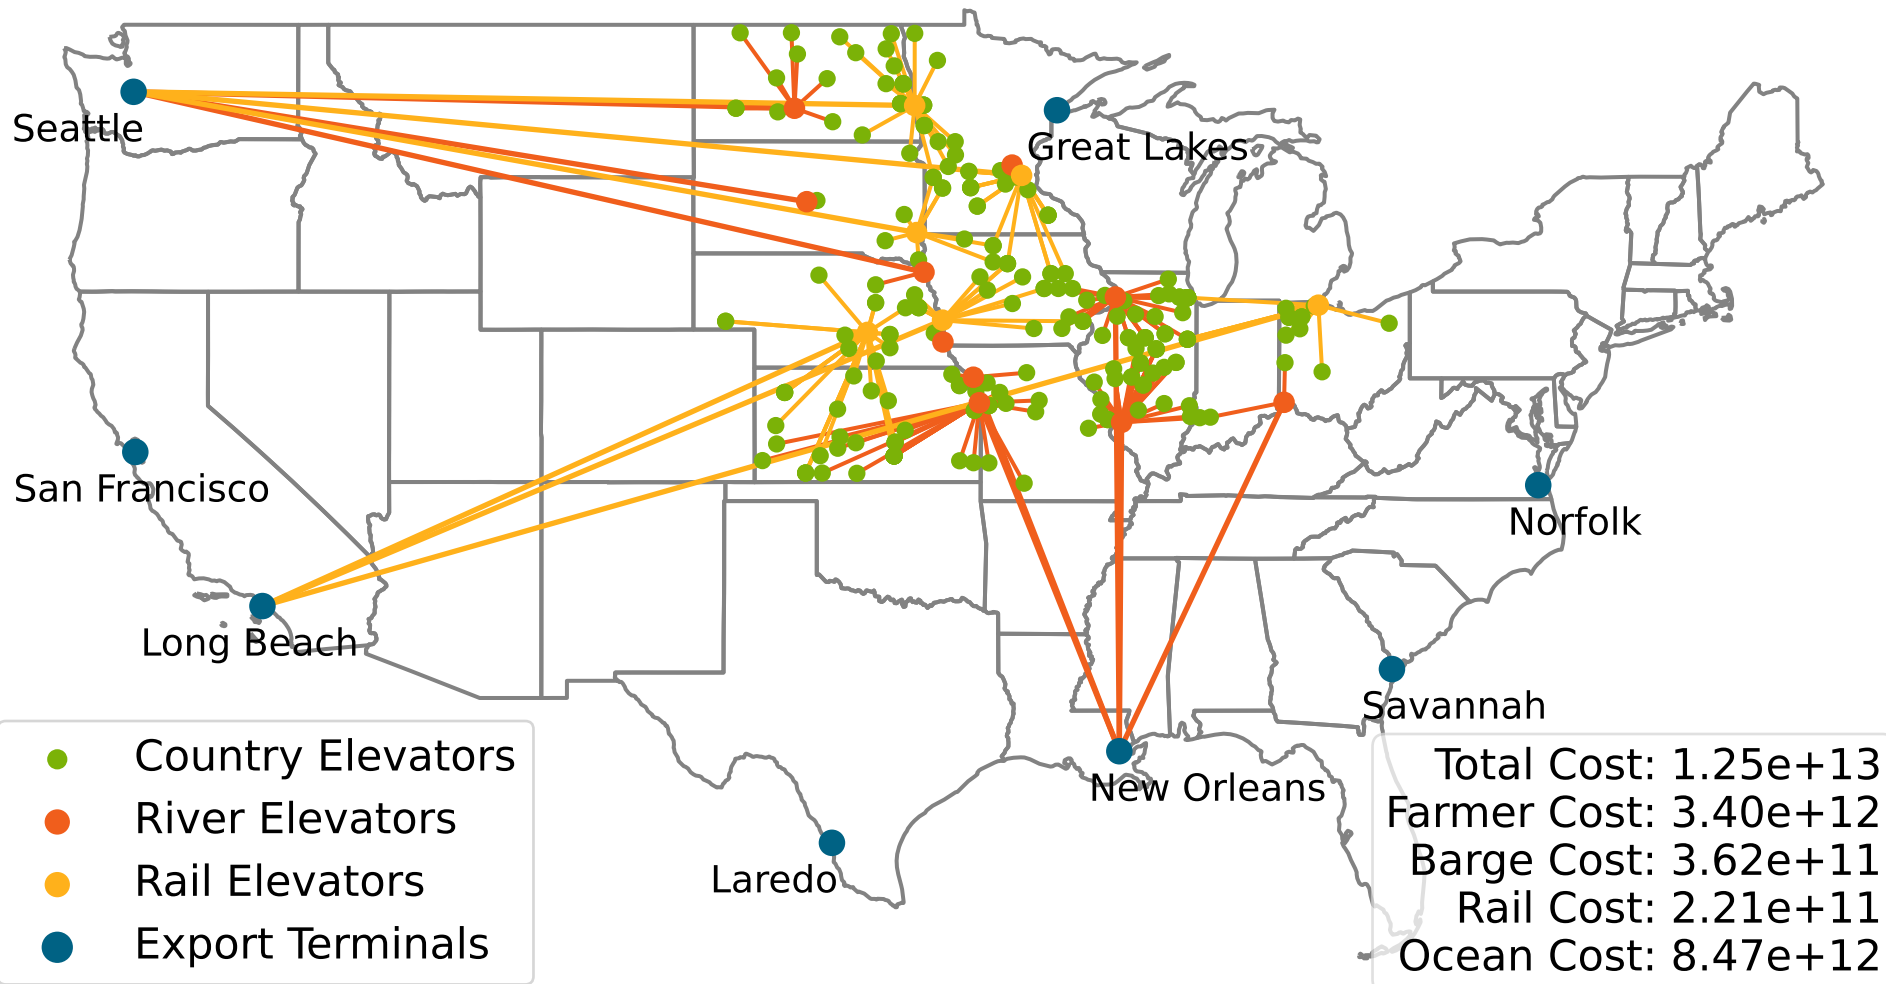 Seattle
Great Lakes
San Francisco
Norfolk
Long Beach
Savannah
New Orleans
Laredo
Country Elevators
River Elevators
Rail Elevators
Export Terminals
Total Cost: 1.25e+13
Farmer Cost: 3.40e+12
Barge Cost: 3.62e+11
Rail Cost: 2.21e+11
Ocean Cost: 8.47e+12